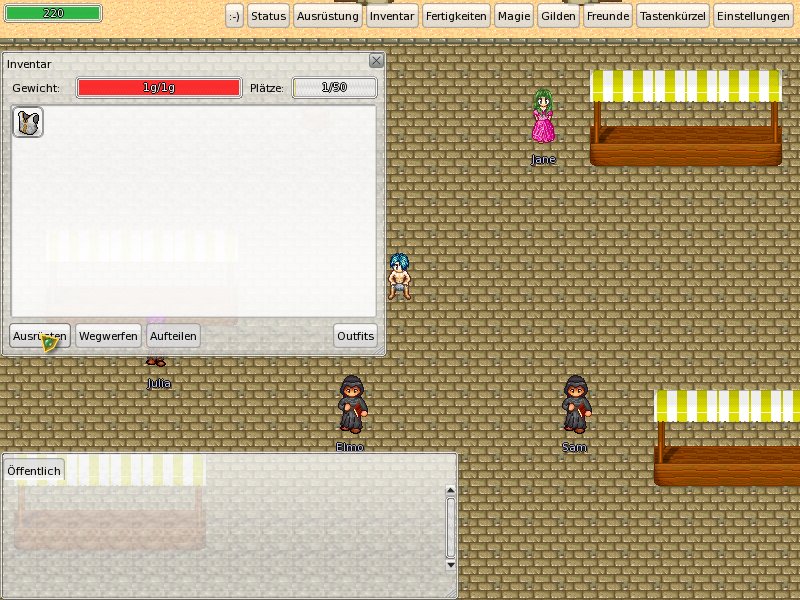 220
:-) Status Ausrüstung Inventar Fertigkeiten Magie Gilden Freunde Tastenkürzel Einstellungen
Inventar
Gewicht: 1g/1g Plätze: 1/50
Jane
Ausrüsten Wegwerfen Aufteilen Outfits
Julia
Elmo Sam
Öffentlich